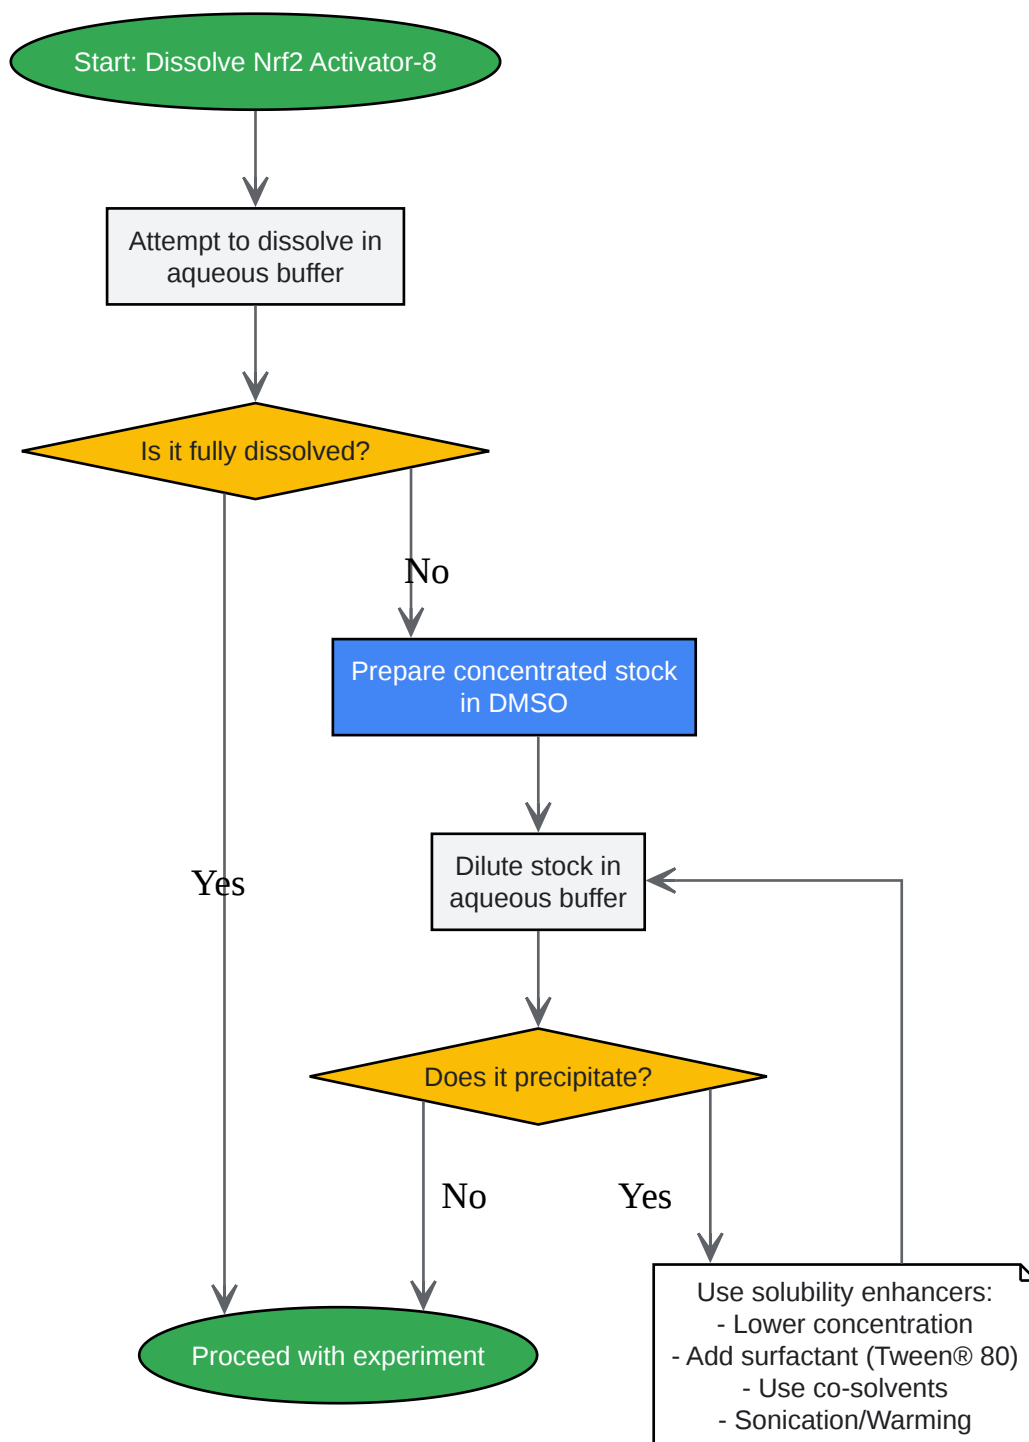 Start: Dissolve Nrf2 Activator-8
Attempt to dissolve in
aqueous buffer
Is it fully dissolved?
No
Prepare concentrated stock
in DMSO
Yes
Dilute stock in
aqueous buffer
Does it precipitate?
No
Yes
Use solubility enhancers:
- Lower concentration
- Add surfactant (Tween® 80)
- Use co-solvents
- Sonication/Warming
Proceed with experiment